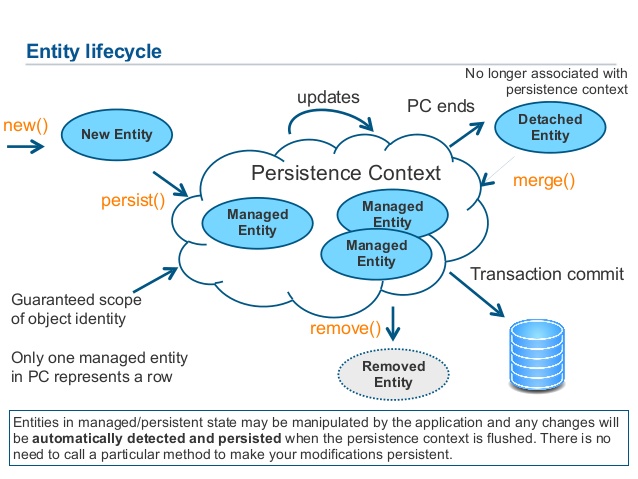 Entity lifecycle
No longer associated with
persistence context
updates
PC ends
new()
New Entity
Detached
Entity
Persistence Context
persist()
merge()
Managed
Entity
Managed
Entity
Managed
Entity
Transaction commit
Guaranteed scope
of object identity
remove()
Only one managed entity
in PC represents a row
Removed
Entity
Entities in managed/persistent state may be manipulated by the application and any changes will
be automatically detected and persisted when the persistence context is flushed. There is no
need to call a particular method to make your modifications persistent.